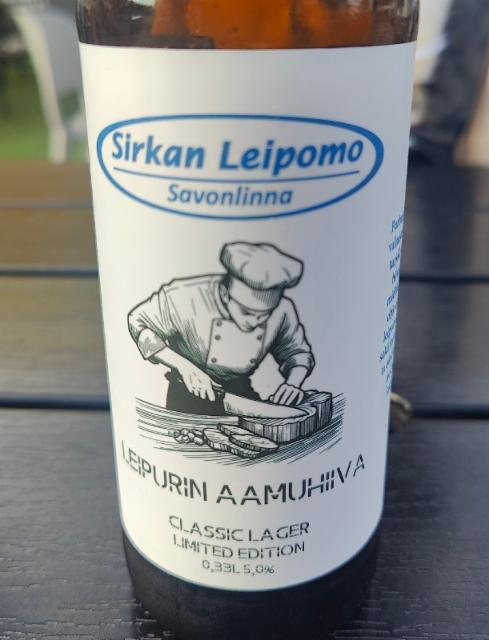 Sirkan Leipomo
Savonlinna
LEIPURIN AAMUHIIVA
CLASSIC LAGER
LIMITED EDITION
0,33L 5,0%